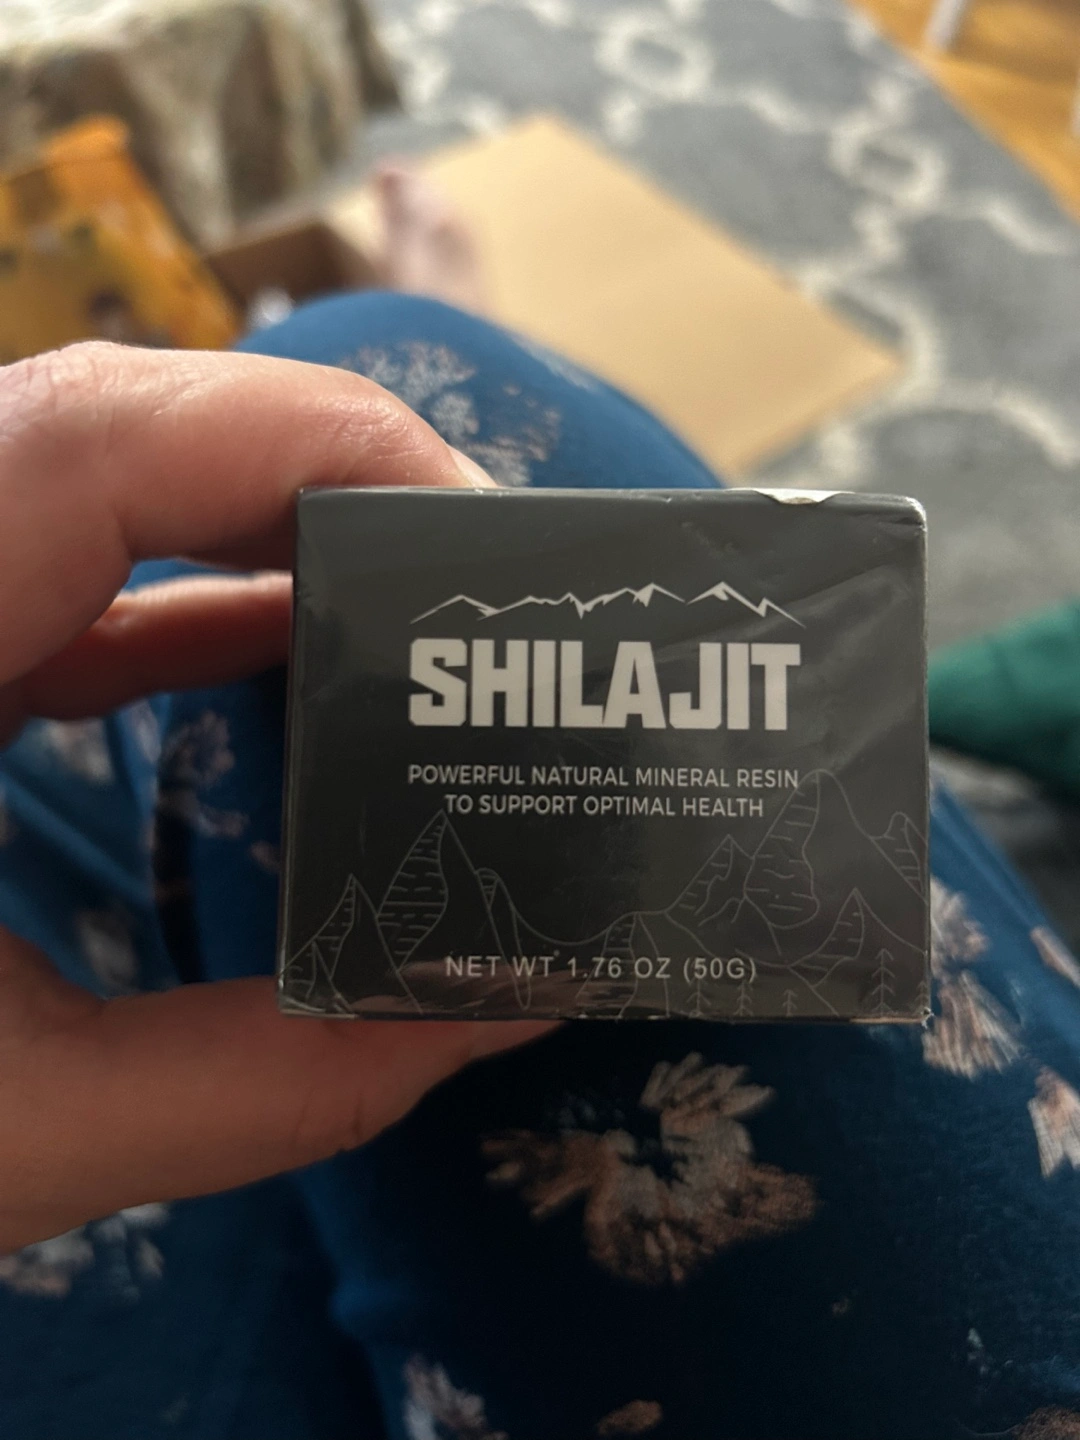 SHILAJIT
POWERFUL NATURAL MINERAL RESIN
TO SUPPORT OPTIMAL HEALTH
NET WT 1.76 OZ (50G)